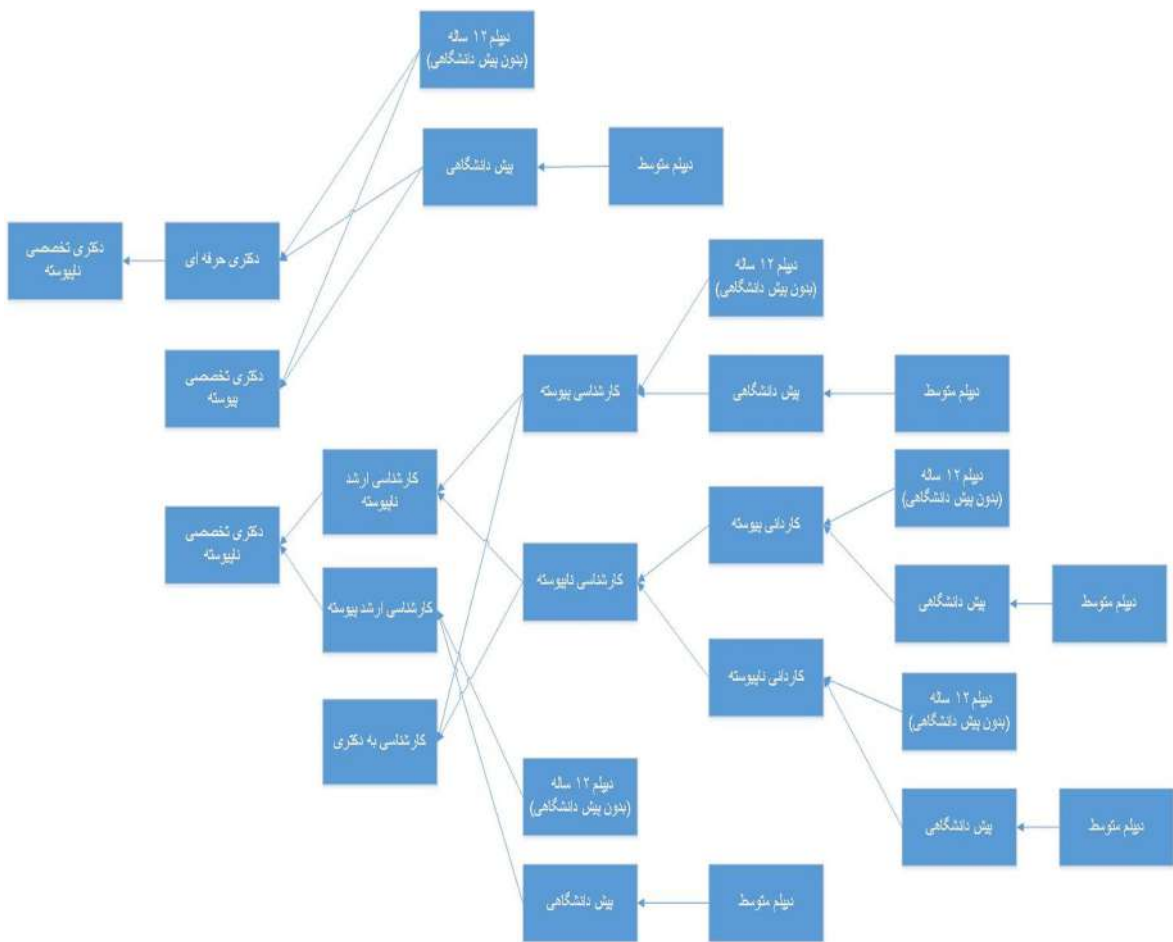 دیپلم ۱۲ ساله
(بدون پیش دانشگاهی)
دیپلم متوسط
پیش دانشگاهی
دکتری حرفه ای
دکتری تخصصی
ناپیوسته
دکتری تخصصی
پیوسته
دیپلم ۱۲ ساله
(بدون پیش دانشگاهی)
دیپلم متوسط
پیش دانشگاهی
کارشناسی پیوسته
دیپلم ۱۲ ساله
(بدون پیش دانشگاهی)
کاردانی پیوسته
کارشناسی ارشد
ناپیوسته
دکتری تخصصی
ناپیوسته
دیپلم متوسط
پیش دانشگاهی
کارشناسی ناپیوسته
کارشناسی ارشد پیوسته
کاردانی ناپیوسته
دیپلم ۱۲ ساله
(بدون پیش دانشگاهی)
کارشناسی به دکتری
دیپلم ۱۲ ساله
(بدون پیش دانشگاهی)
دیپلم متوسط
پیش دانشگاهی
دیپلم متوسط
پیش دانشگاهی